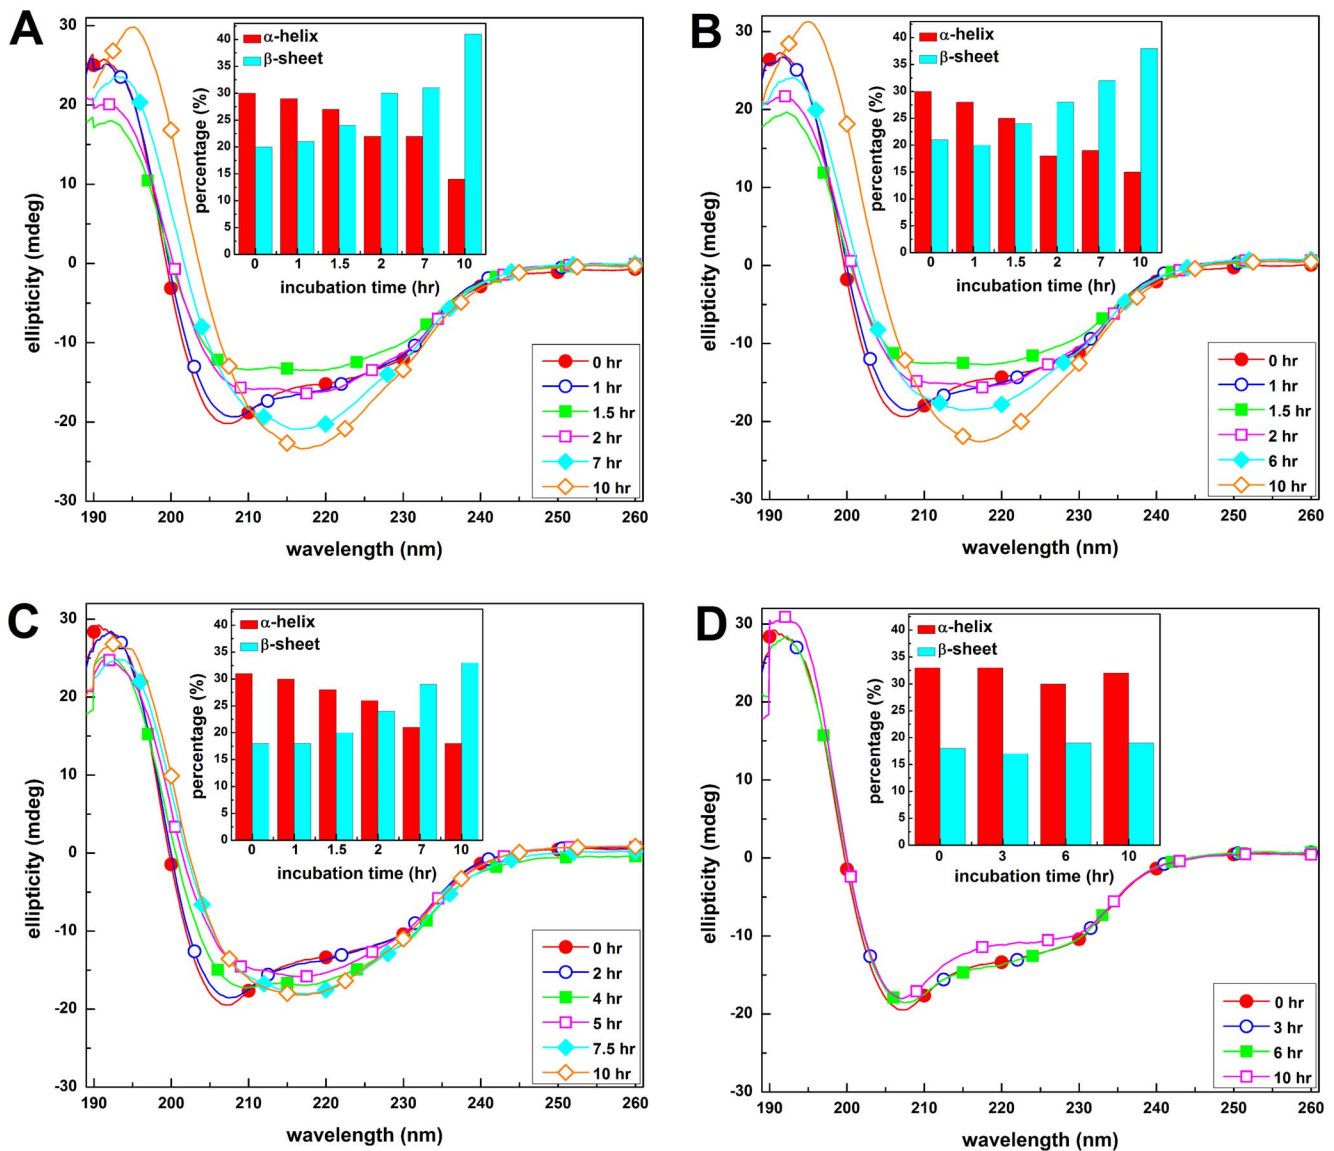 A
30
20
10
0
-10
-20
-30
ellipticity (mdeg)
190 200 210 220 230 240 250 260
wavelength (nm)
α-helix
β-sheet
40
35
30
25
20
15
10
5
0
percentage (%)
0 1 1.5 2 7 10
incubation time (hr)
0 hr
1 hr
1.5 hr
2 hr
7 hr
10 hr
B
30
20
10
0
-10
-20
-30
ellipticity (mdeg)
190 200 210 220 230 240 250 260
wavelength (nm)
α-helix
β-sheet
40
35
30
25
20
15
10
5
0
percentage (%)
0 1 1.5 2 7 10
incubation time (hr)
0 hr
1 hr
1.5 hr
2 hr
6 hr
10 hr
C
30
20
10
0
-10
-20
-30
ellipticity (mdeg)
190 200 210 220 230 240 250 260
wavelength (nm)
α-helix
β-sheet
40
35
30
25
20
15
10
5
0
percentage (%)
0 1 1.5 2 7 10
incubation time (hr)
0 hr
2 hr
4 hr
5 hr
7.5 hr
10 hr
D
30
20
10
0
-10
-20
-30
ellipticity (mdeg)
190 200 210 220 230 240 250 260
wavelength (nm)
α-helix
β-sheet
40
35
30
25
20
15
10
5
0
percentage (%)
0 3 6 10
incubation time (hr)
0 hr
3 hr
6 hr
10 hr